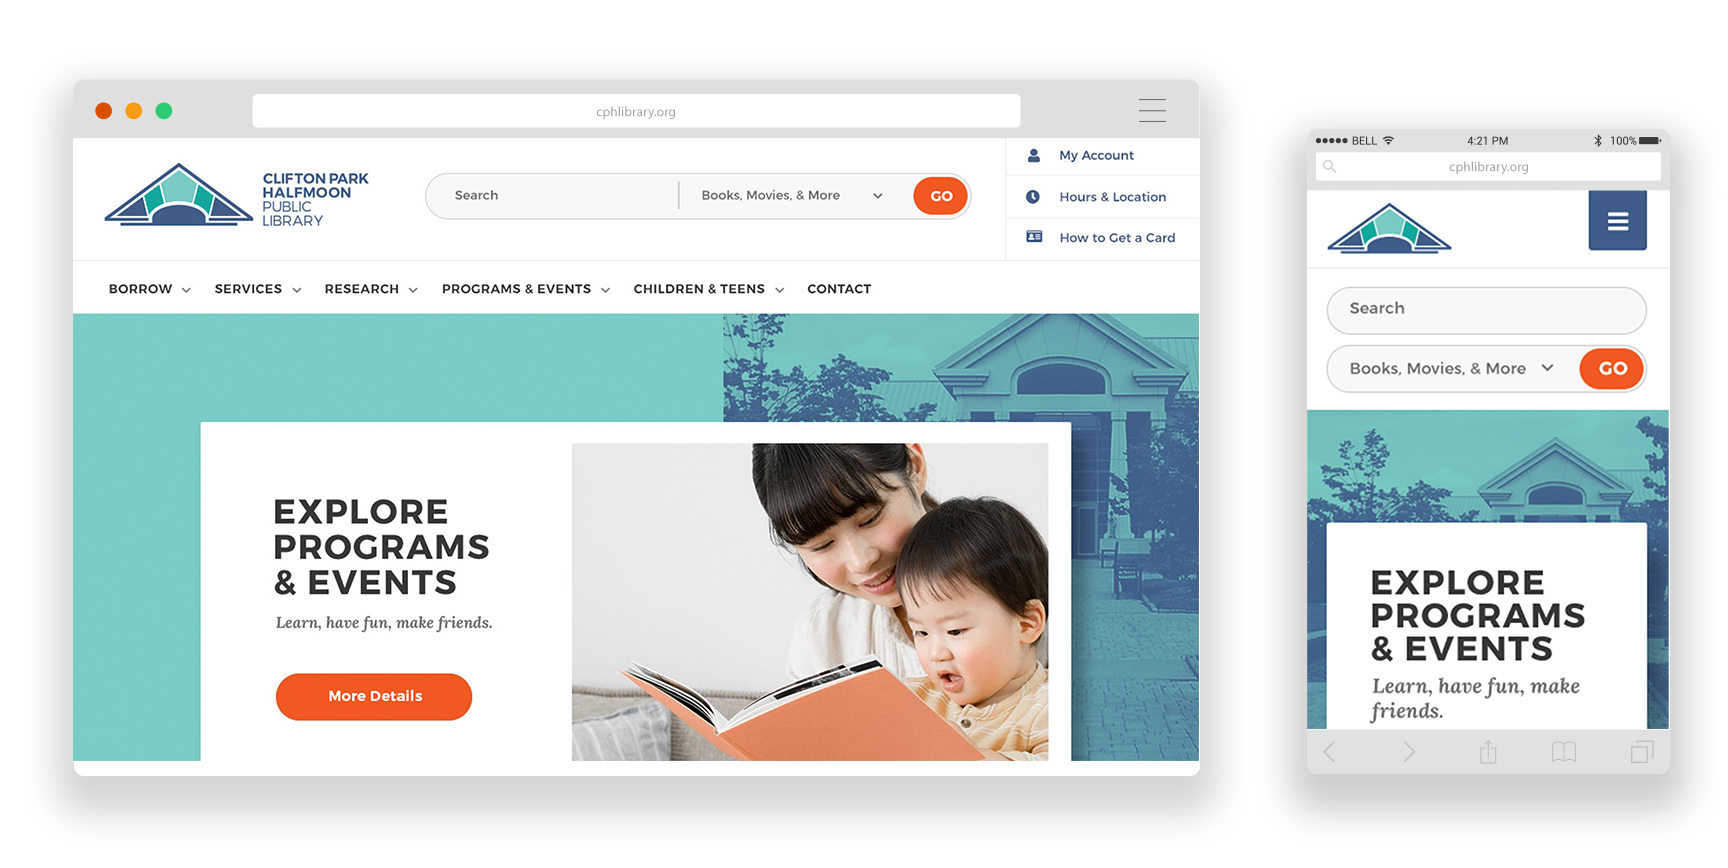 cphlibrary.org
CLIFTON PARK
HALFMOON
PUBLIC
LIBRARY
Search
Books, Movies, & More
GO
My Account
Hours & Location
How to Get a Card
BORROW
SERVICES
RESEARCH
PROGRAMS & EVENTS
CHILDREN & TEENS
CONTACT
EXPLORE
PROGRAMS
& EVENTS
Learn, have fun, make friends.
More Details
BELL
4:21 PM
100%
cphlibrary.org
Search
Books, Movies, & More
GO
EXPLORE
PROGRAMS
& EVENTS
Learn, have fun, make
friends.